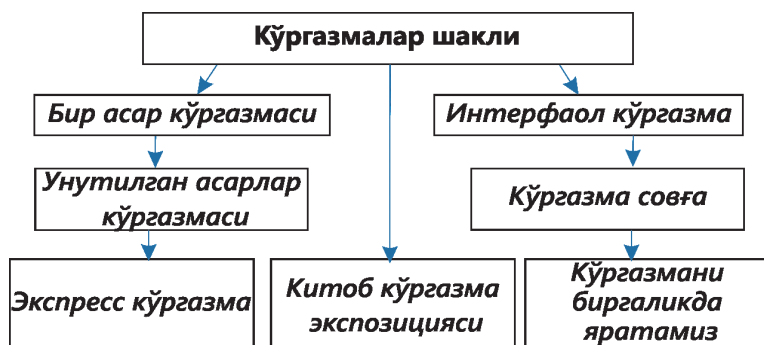 Кўргазмалар шакли
Бир асар кўргазмаси
Интерфаол кўргазма
Унутилган асарлар
кўргазмаси
Кўргазма совға
Экспресс кўргазма
Китоб кўргазма
экспозицияси
Кўргазмани
биргаликда
яратамиз